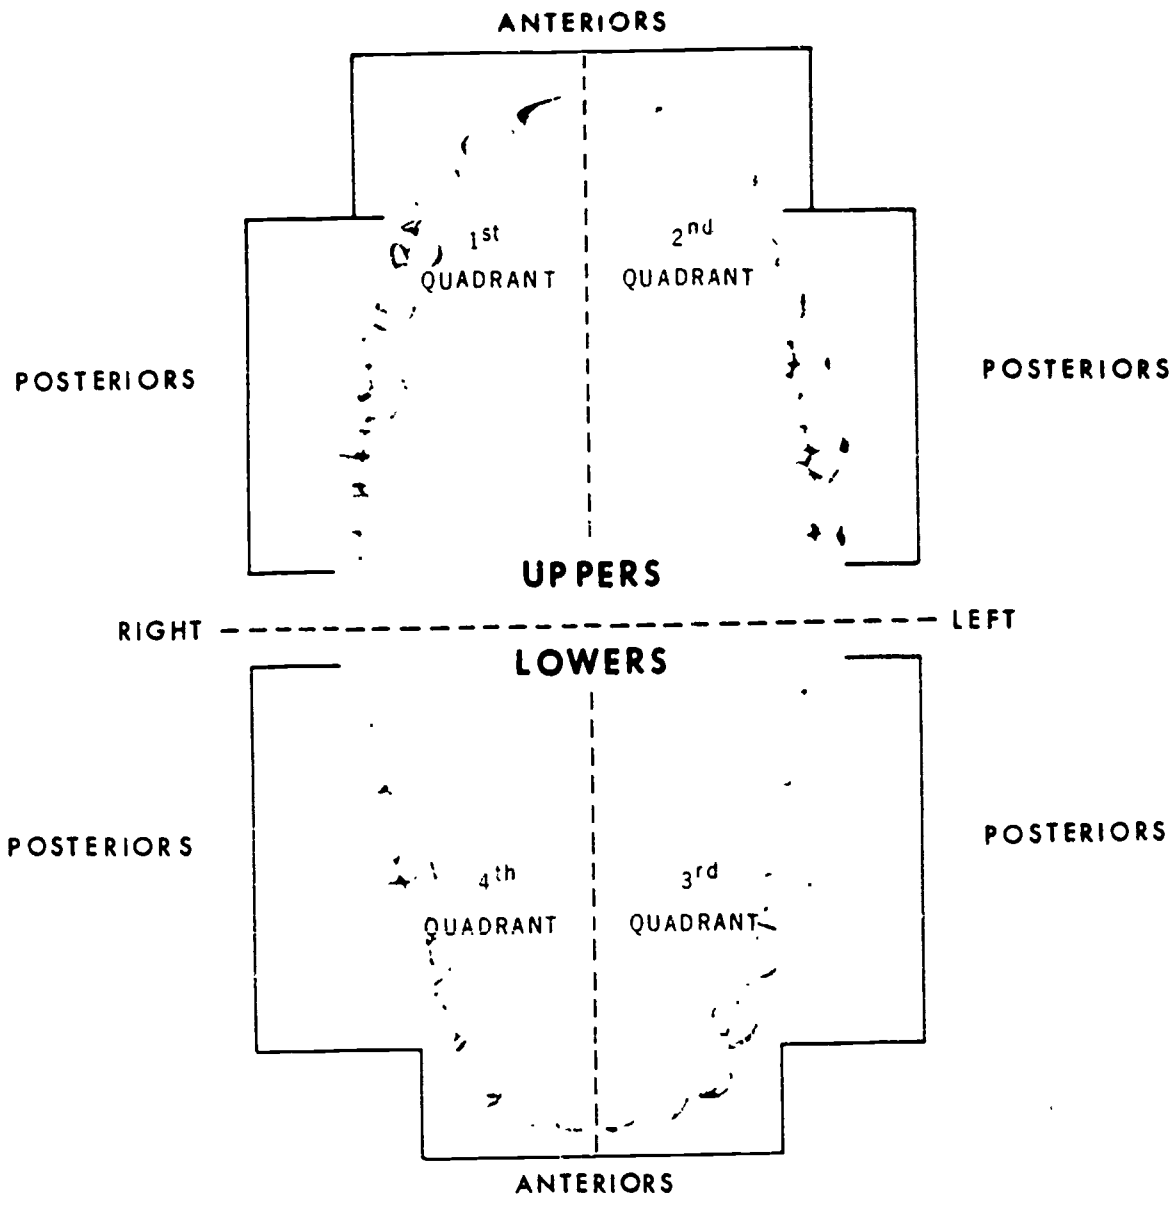 ANTERIORS
1st
QUADRANT
2nd
QUADRANT
POSTERIORS
POSTERIORS
UPPERS
RIGHT
LEFT
LOWERS
POSTERIORS
POSTERIORS
4th
QUADRANT
3rd
QUADRANT
ANTERIORS